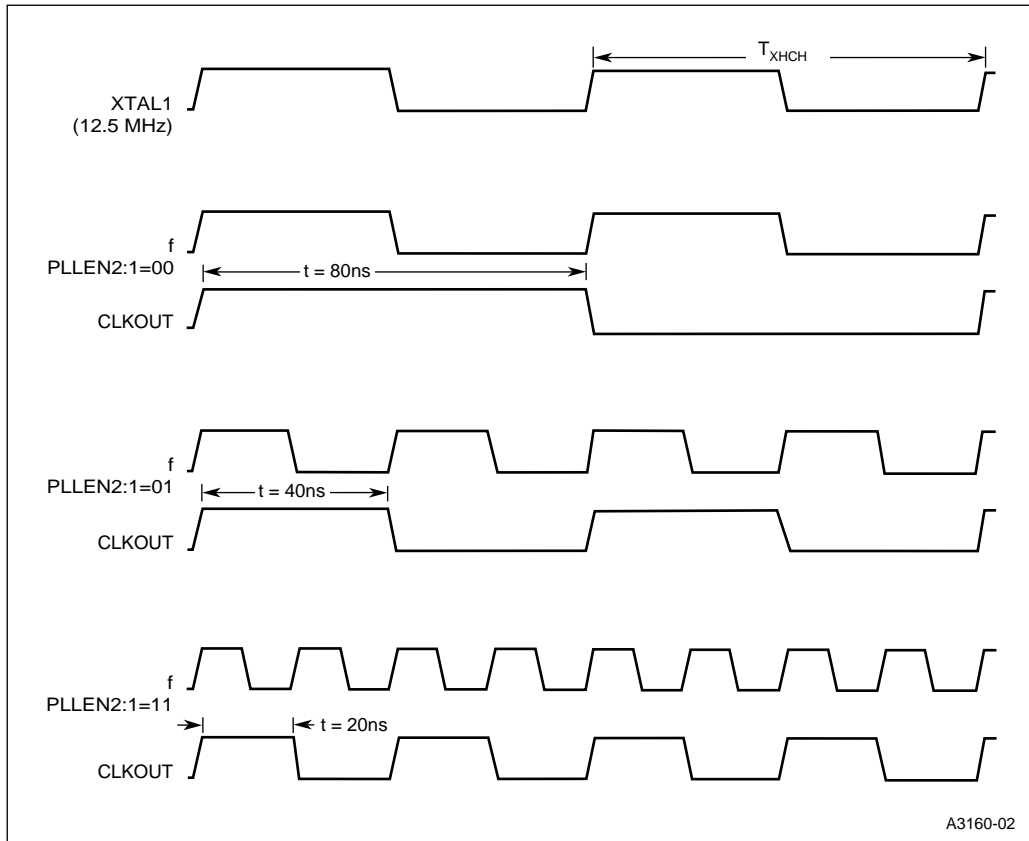 T_XHCH
XTAL1
(12.5 MHz)
f
PLLEN2:1=00
t = 80ns
CLKOUT
f
PLLEN2:1=01
t = 40ns
CLKOUT
f
PLLEN2:1=11
t = 20ns
CLKOUT
A3160-02